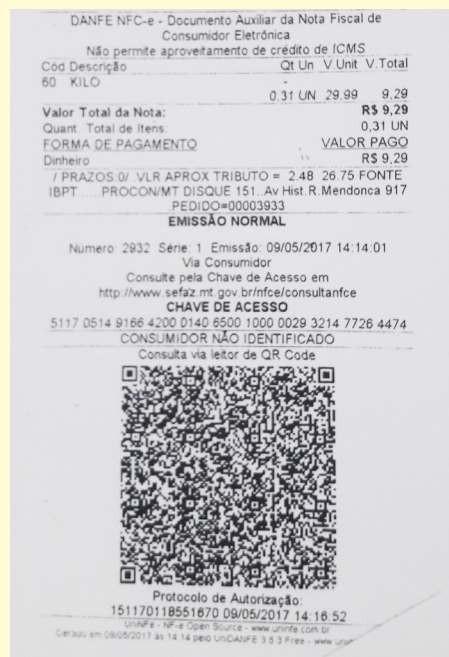 DANFE NFC-e - Documento Auxiliar da Nota Fiscal de
Consumidor Eletrônica
Não permite aproveitamento de crédito de ICMS
Cód Descrição Qt Un V.Unit V.Total
60 KILO -
0,31 UN 29.99 9,29
Valor Total da Nota: R$ 9,29
Quant. Total de Itens: 0,31 UN
FORMA DE PAGAMENTO VALOR PAGO
Dinheiro R$ 9,29
/ PRAZOS:0/ VLR APROX TRIBUTO = 2.48 26.75 FONTE
IBPT .....PROCON/MT DISQUE 151..Av Hist.R.Mendonca 917
PEDIDO=00003933
EMISSÃO NORMAL
Número: 2932 Série: 1 Emissão: 09/05/2017 14:14:01
Via Consumidor
Consulte pela Chave de Acesso em
http://www.sefaz.mt.gov.br/nfce/consultanfce
CHAVE DE ACESSO
5117 0514 9166 4200 0140 6500 1000 0029 3214 7726 4474
CONSUMIDOR NÃO IDENTIFICADO
Consulta via leitor de QR Code
Protocolo de Autorização:
151170118551670 09/05/2017 14:16:52
UniNFe - NF-e Open Source - www.uninfe.com.br
Gerado em 09/05/2017 às 14:14 pelo UniDANFE 3.5.3 Free - www